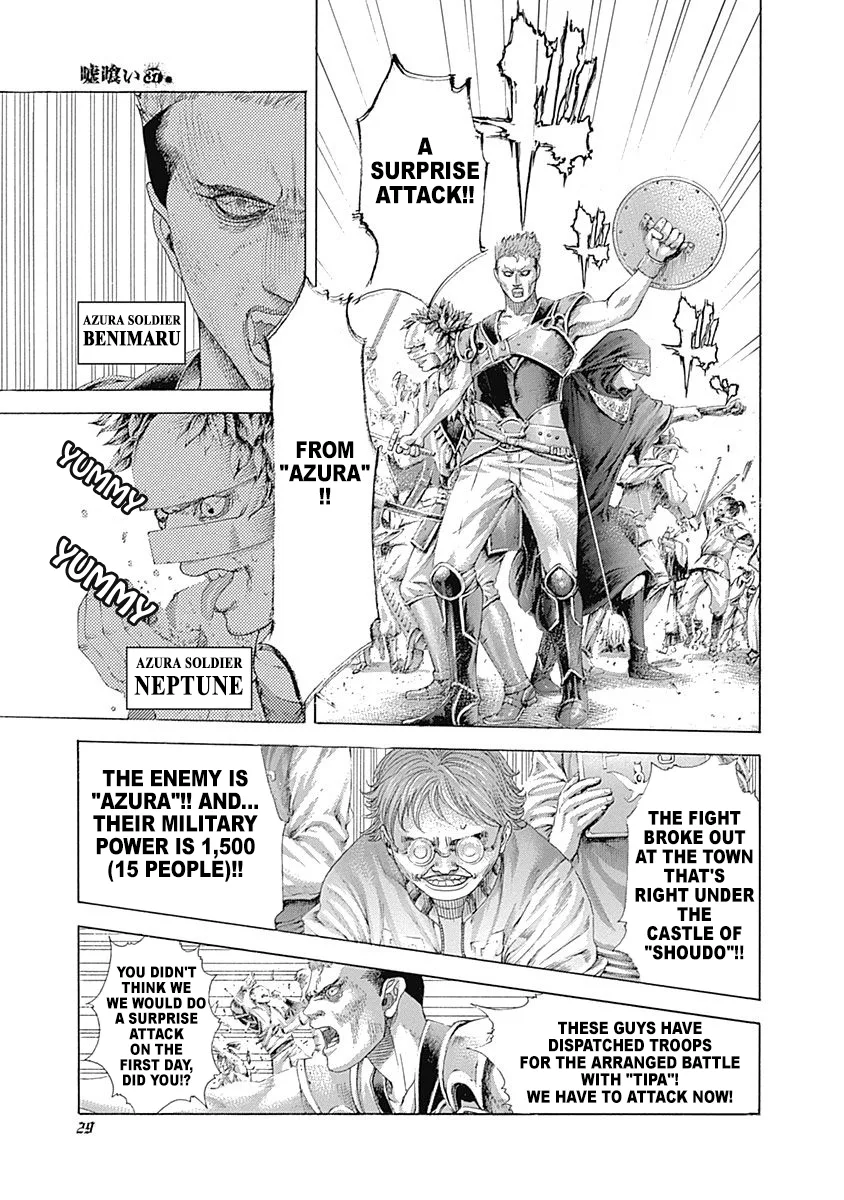 嘘喰い
A
SURPRISE
ATTACK!!
FROM
"AZURA"
!!
AZURA SOLDIER
BENIMARU
YUMMY
YUMMY
AZURA SOLDIER
NEPTUNE
THE FIGHT
BROKE OUT
AT THE TOWN
THAT'S
RIGHT UNDER
THE
CASTLE OF
"SHOUDO"!!
THE ENEMY IS
"AZURA"!! AND...
THEIR MILITARY
POWER IS 1,500
(15 PEOPLE)!!
YOU DIDN'T
THINK WE
WE WOULD DO
A SURPRISE
ATTACK
ON THE
FIRST DAY,
DID YOU!?
THESE GUYS HAVE
DISPATCHED TROOPS
FOR THE ARRANGED BATTLE
WITH "TIPA"!
WE HAVE TO ATTACK NOW!
29